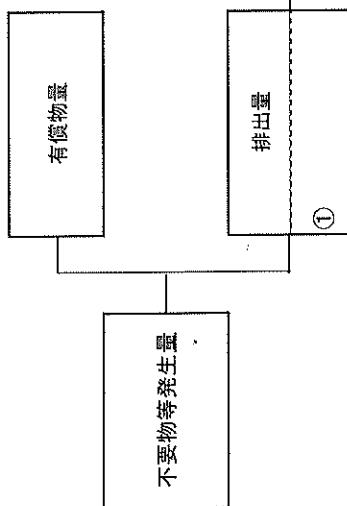 不要物等発生量
有償物量
排出量
①